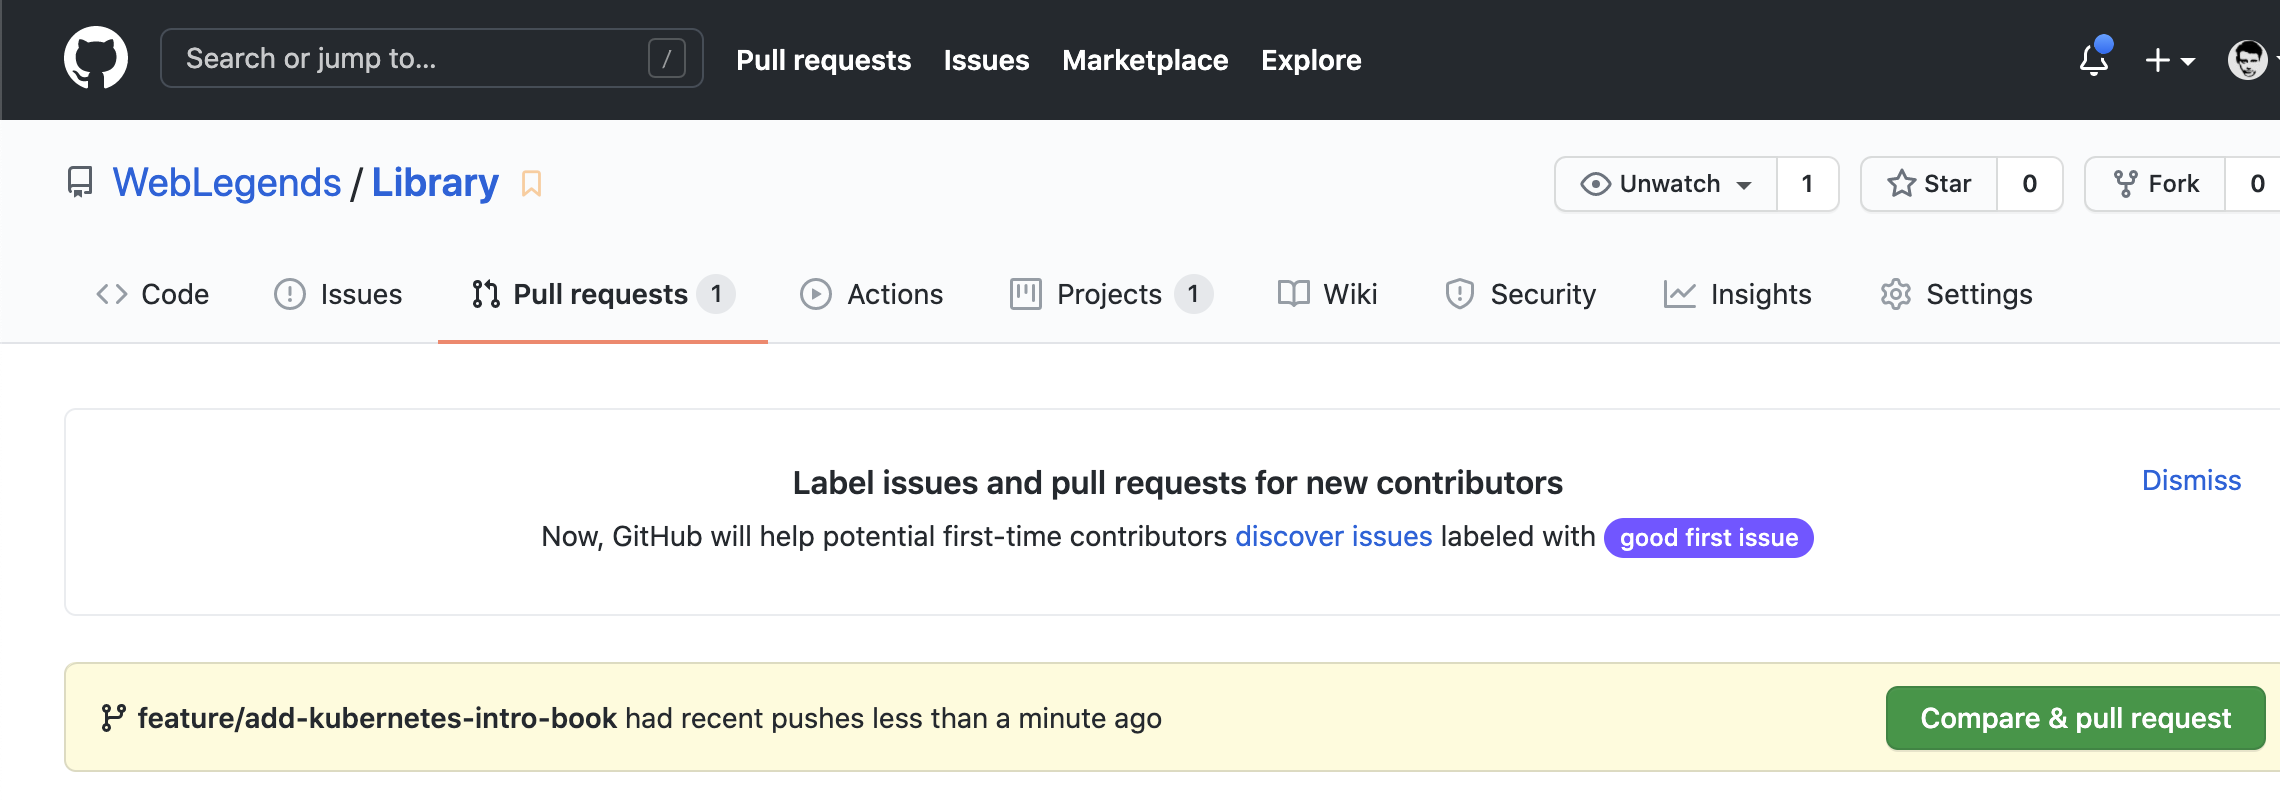 Search or jump to... / Pull requests Issues Marketplace Explore
WebLegends / Library Unwatch 1 Star 0 Fork 0
Code Issues Pull requests 1 Actions Projects 1 Wiki Security Insights Settings
Label issues and pull requests for new contributors Dismiss
Now, GitHub will help potential first-time contributors discover issues labeled with good first issue
feature/add-kubernetes-intro-book had recent pushes less than a minute ago Compare & pull request